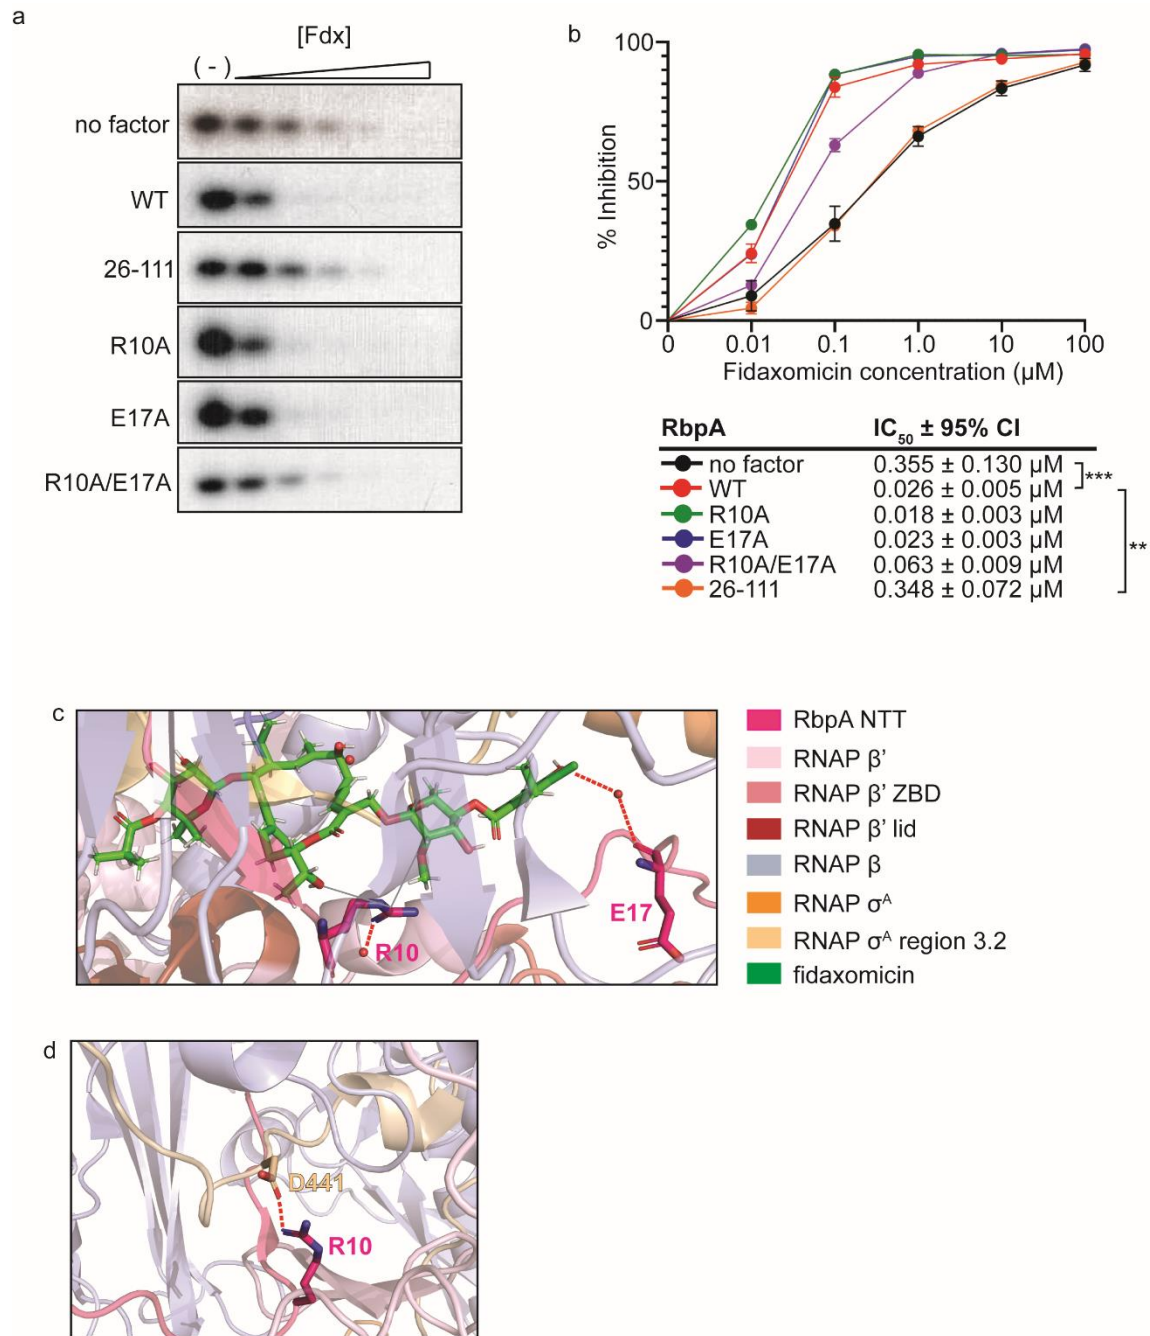 a
[Fdx]
( - )
no factor
WT
26-111
R10A
E17A
R10A/E17A
b
100
50
0
% Inhibition
0 0.01 0.1 1.0 10 100
Fidaxomicin concentration (µM)
RbpA IC50 ± 95% CI
no factor 0.355 ± 0.130 µM
WT 0.026 ± 0.005 µM
R10A 0.018 ± 0.003 µM
E17A 0.023 ± 0.003 µM
R10A/E17A 0.063 ± 0.009 µM
26-111 0.348 ± 0.072 µM
***
**
c
E17
R10
RbpA NTT
RNAP β’
RNAP β’ ZBD
RNAP β’ lid
RNAP β
RNAP σᴬ
RNAP σᴬ region 3.2
fidaxomicin
d
D441
R10